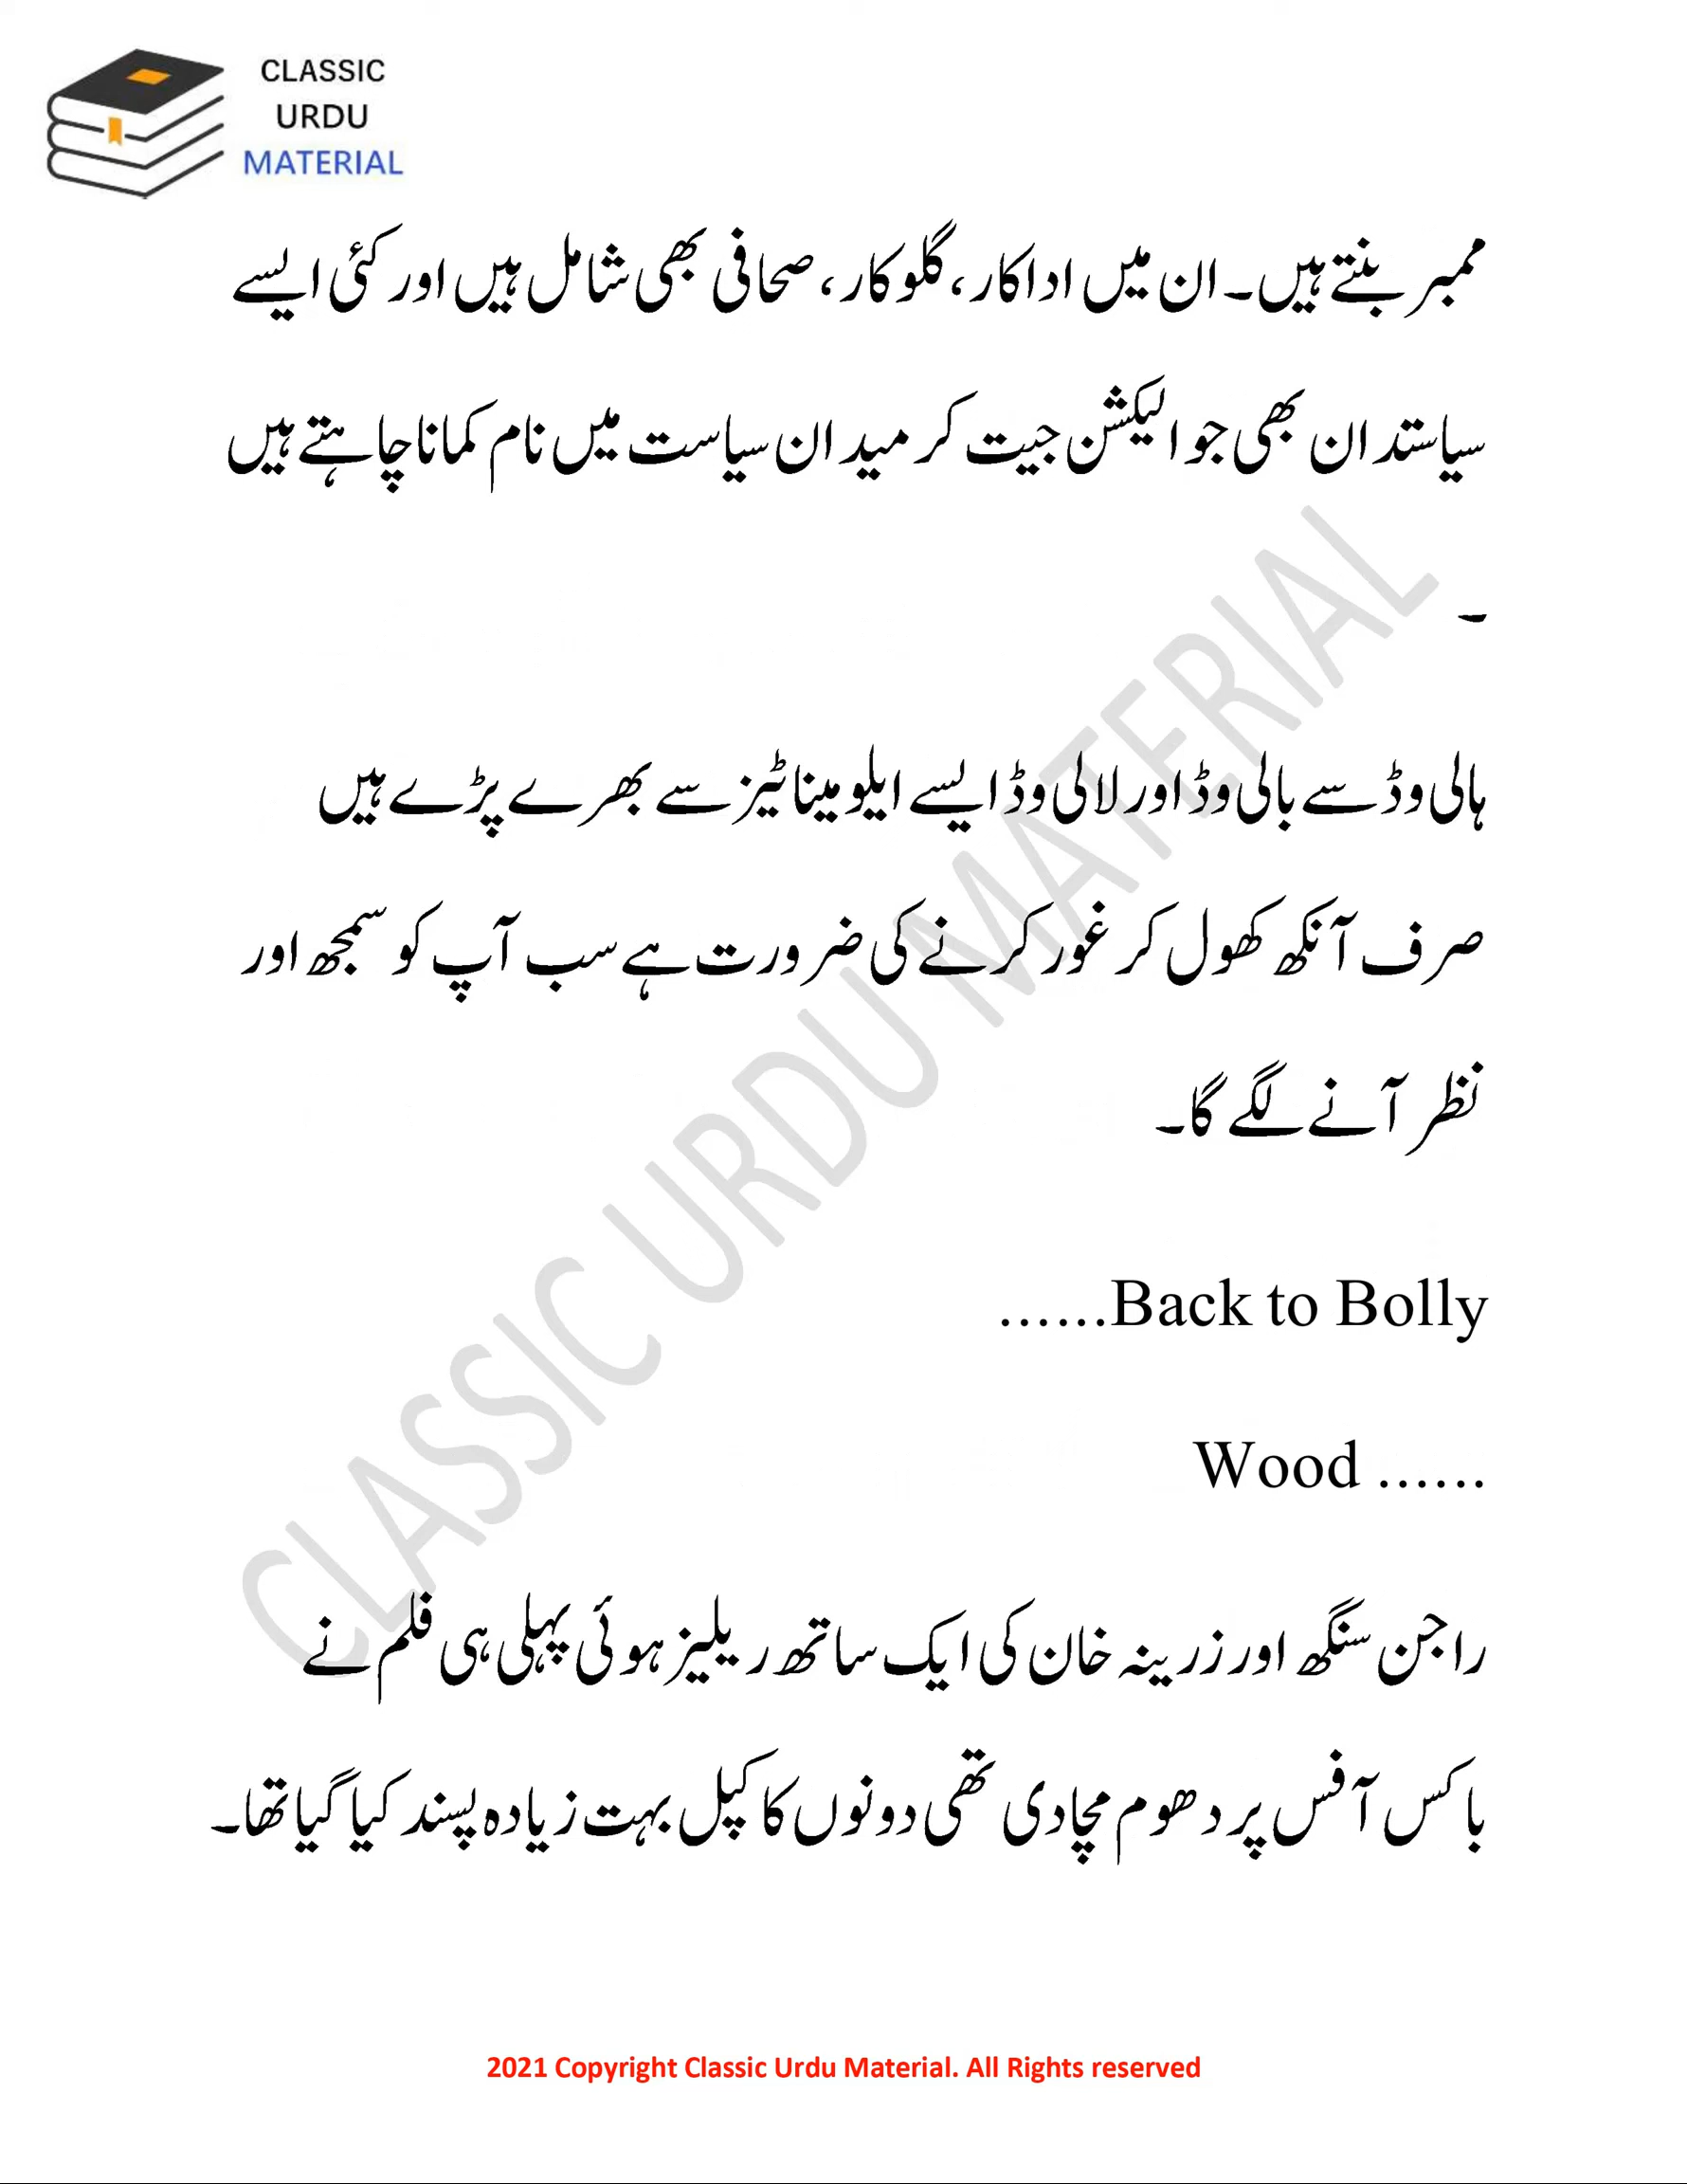 CLASSIC
URDU
MATERIAL
ممبر بنتے ہیں۔ ان میں اداکار، گلوکار، صحافی بھی شامل ہیں اور کئی ایسے
سیاستدان بھی جو الیکشن جیت کر میدان سیاست میں نام کمانا چاہتے ہیں
۔
ہالی وڈ سے بالی وڈ اور لالی وڈ ایسے ایلومیناٹیز سے بھرے پڑے ہیں
صرف آنکھ کھول کر غور کرنے کی ضرورت ہے سب آپ کو سمجھ اور
نظر آنے لگے گا۔
......Back to Bolly
Wood ......
راجن سنگھ اور زرینہ خان کی ایک ساتھ ریلیز ہوئی پہلی ہی فلم نے
باکس آفس پر دھوم مچادی تھی دونوں کا کپل بہت زیادہ پسند کیا گیا تھا۔
CLASSIC URDU MATERIAL
2021 Copyright Classic Urdu Material. All Rights reserved